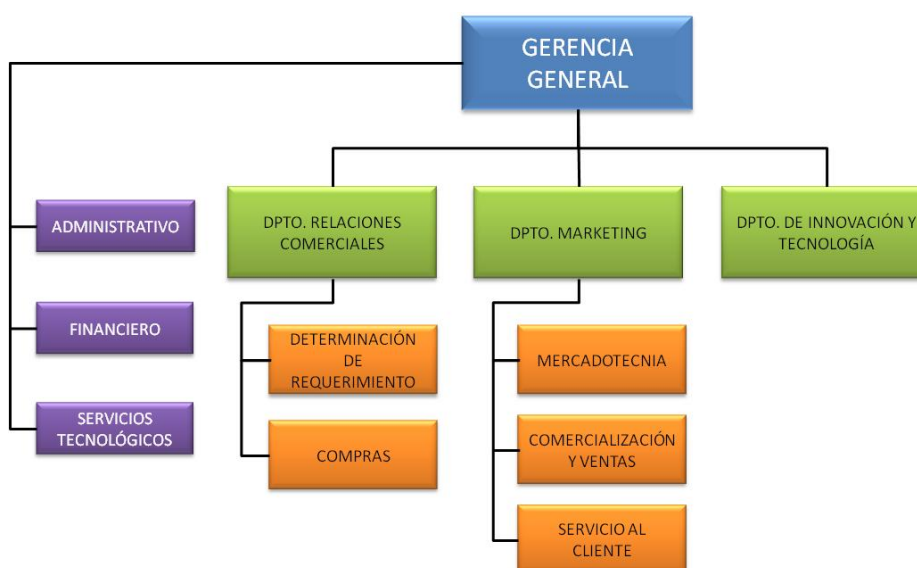 GERENCIA
GENERAL
ADMINISTRATIVO
FINANCIERO
SERVICIOS
TECNOLÓGICOS
DPTO. RELACIONES
COMERCIALES
DETERMINACIÓN
DE
REQUERIMIENTO
COMPRAS
DPTO. MARKETING
MERCADOTECNIA
COMERCIALIZACIÓN
Y VENTAS
SERVICIO AL
CLIENTE
DPTO. DE INNOVACIÓN Y
TECNOLOGÍA